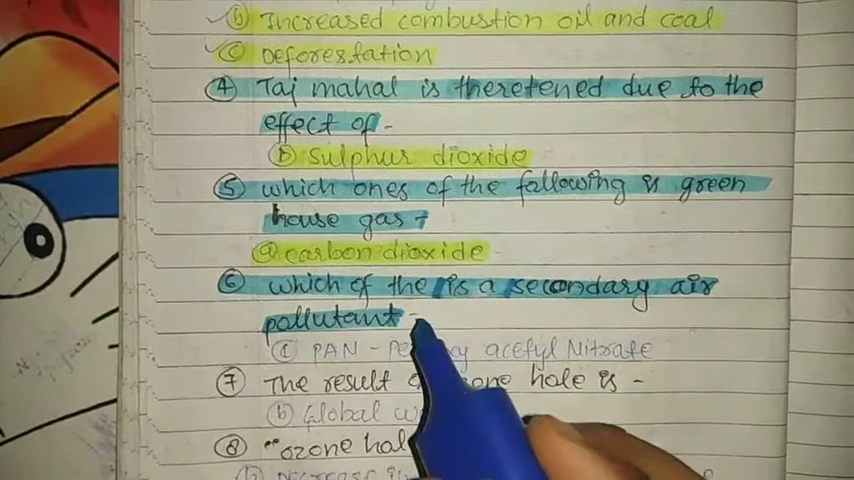 b Increased combustion oil and coal
c Deforestation
4 Taj mahal is theretened due to the
effect of -
b sulphur dioxide
5 which ones of the following is green
house gas -
a carbon dioxide
6 which of the is a secondary air
pollutant -
c PAN - acetyl Nitrate
7 The result hole is -
b Global
8 "ozone
b Decrease